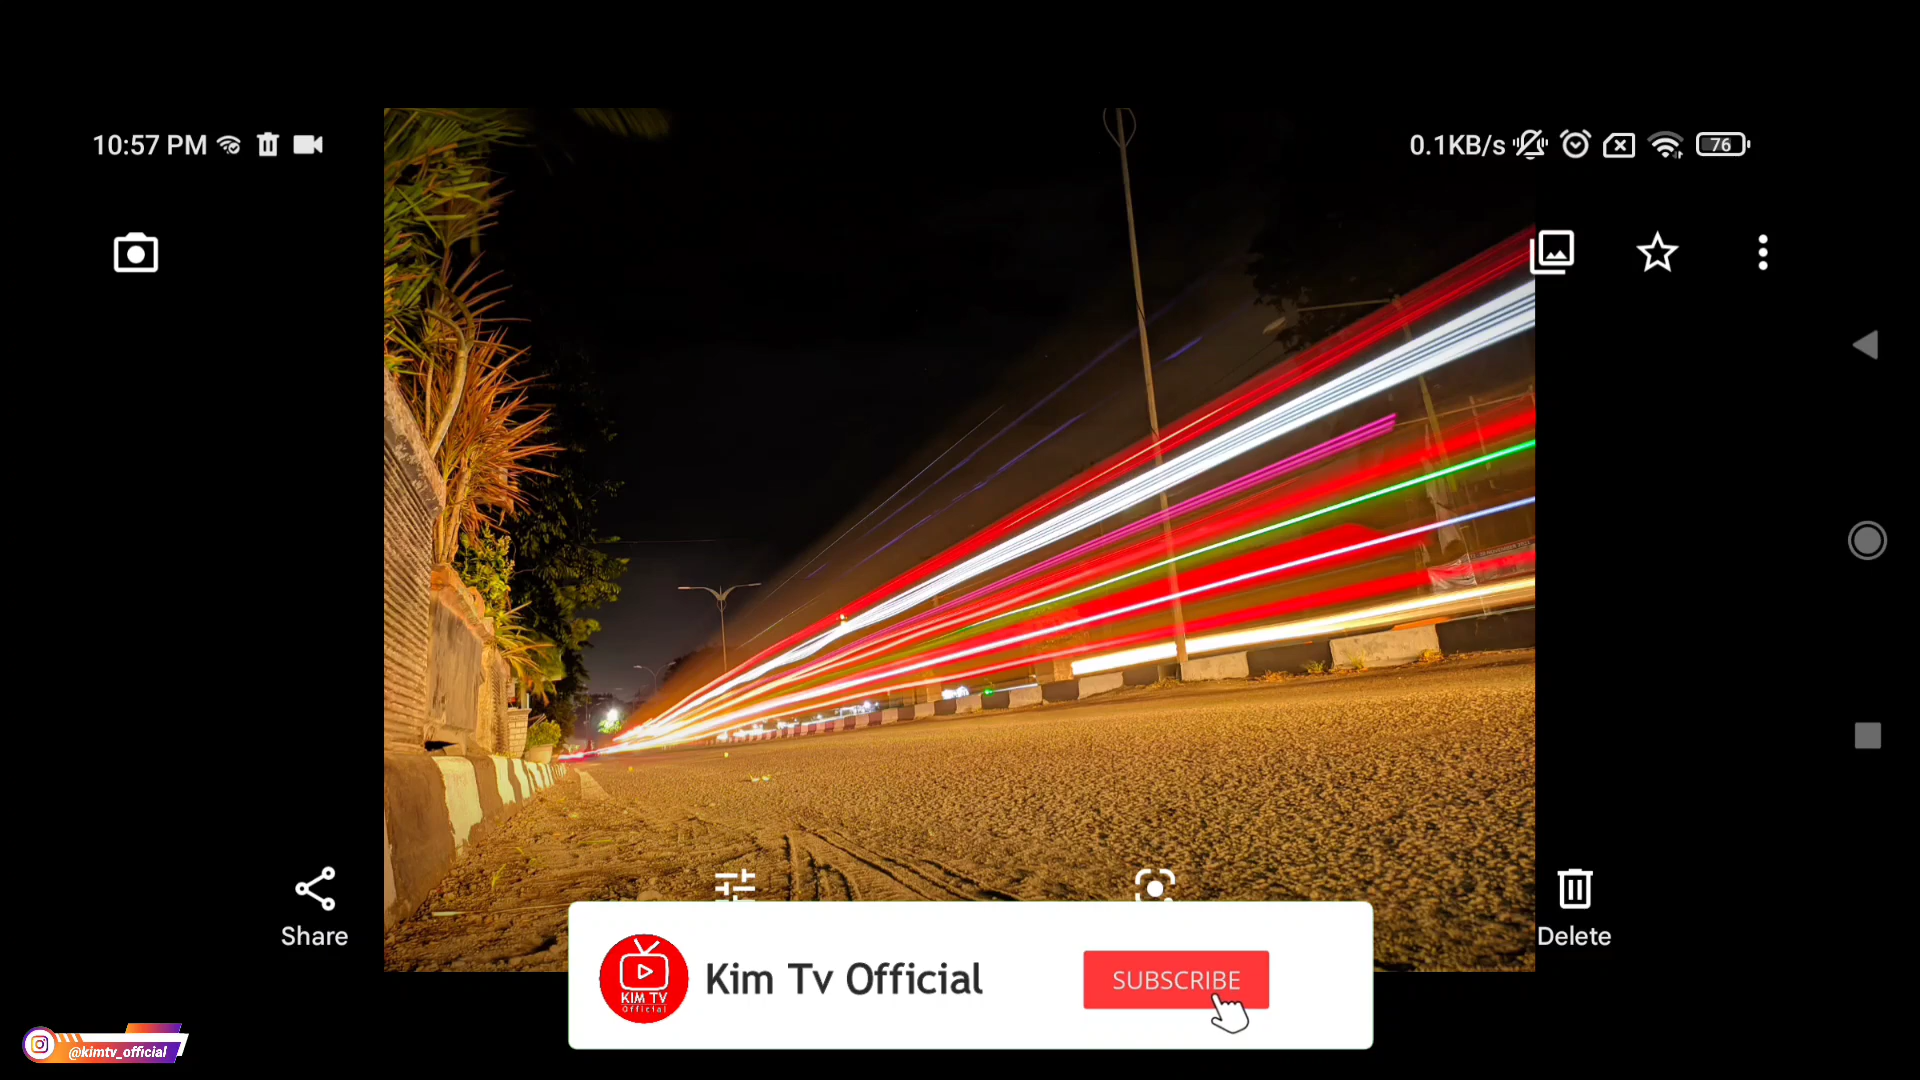 10:57 PM
0.1KB/s
76
Share
Delete
KIM TV
Official
Kim Tv Official
SUBSCRIBE
@kimtv_official